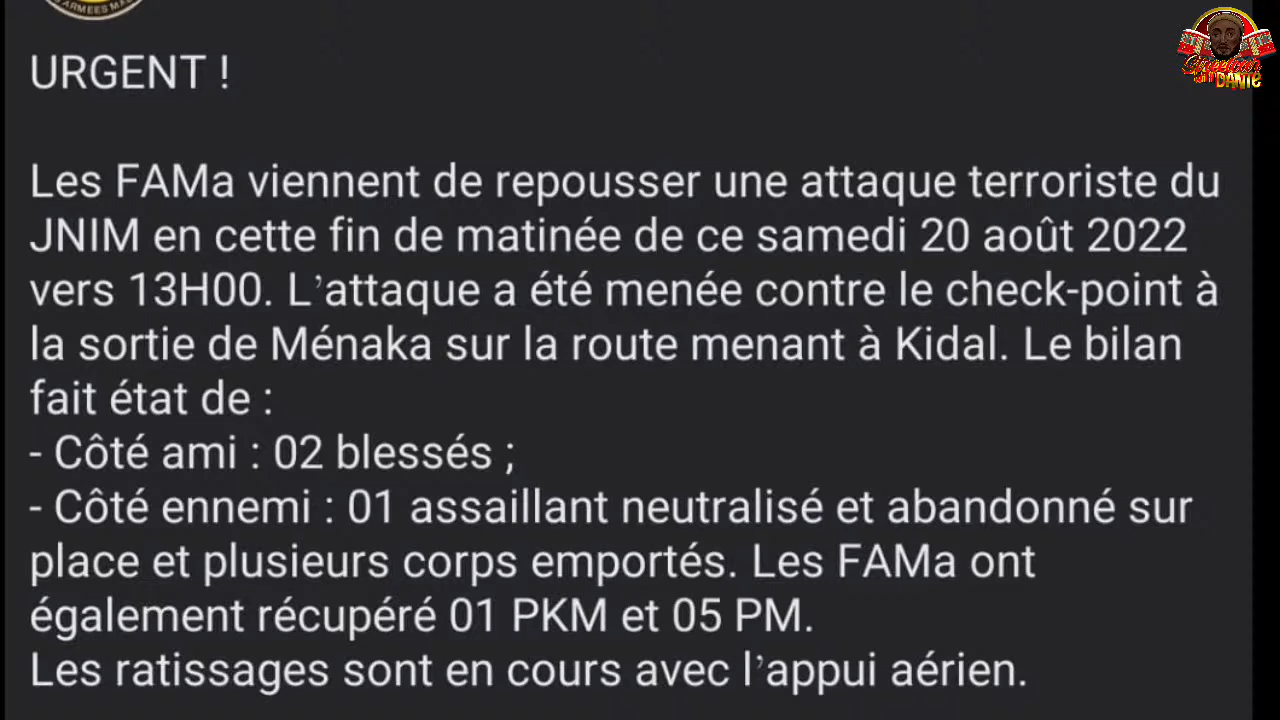 ARMEES MA
URGENT !
Les FAMa viennent de repousser une attaque terroriste du
JNIM en cette fin de matinée de ce samedi 20 août 2022
vers 13H00. L’attaque a été menée contre le check-point à
la sortie de Ménaka sur la route menant à Kidal. Le bilan
fait état de :
- Côté ami : 02 blessés ;
- Côté ennemi : 01 assaillant neutralisé et abandonné sur
place et plusieurs corps emportés. Les FAMa ont
également récupéré 01 PKM et 05 PM.
Les ratissages sont en cours avec l’appui aérien.
DANTE